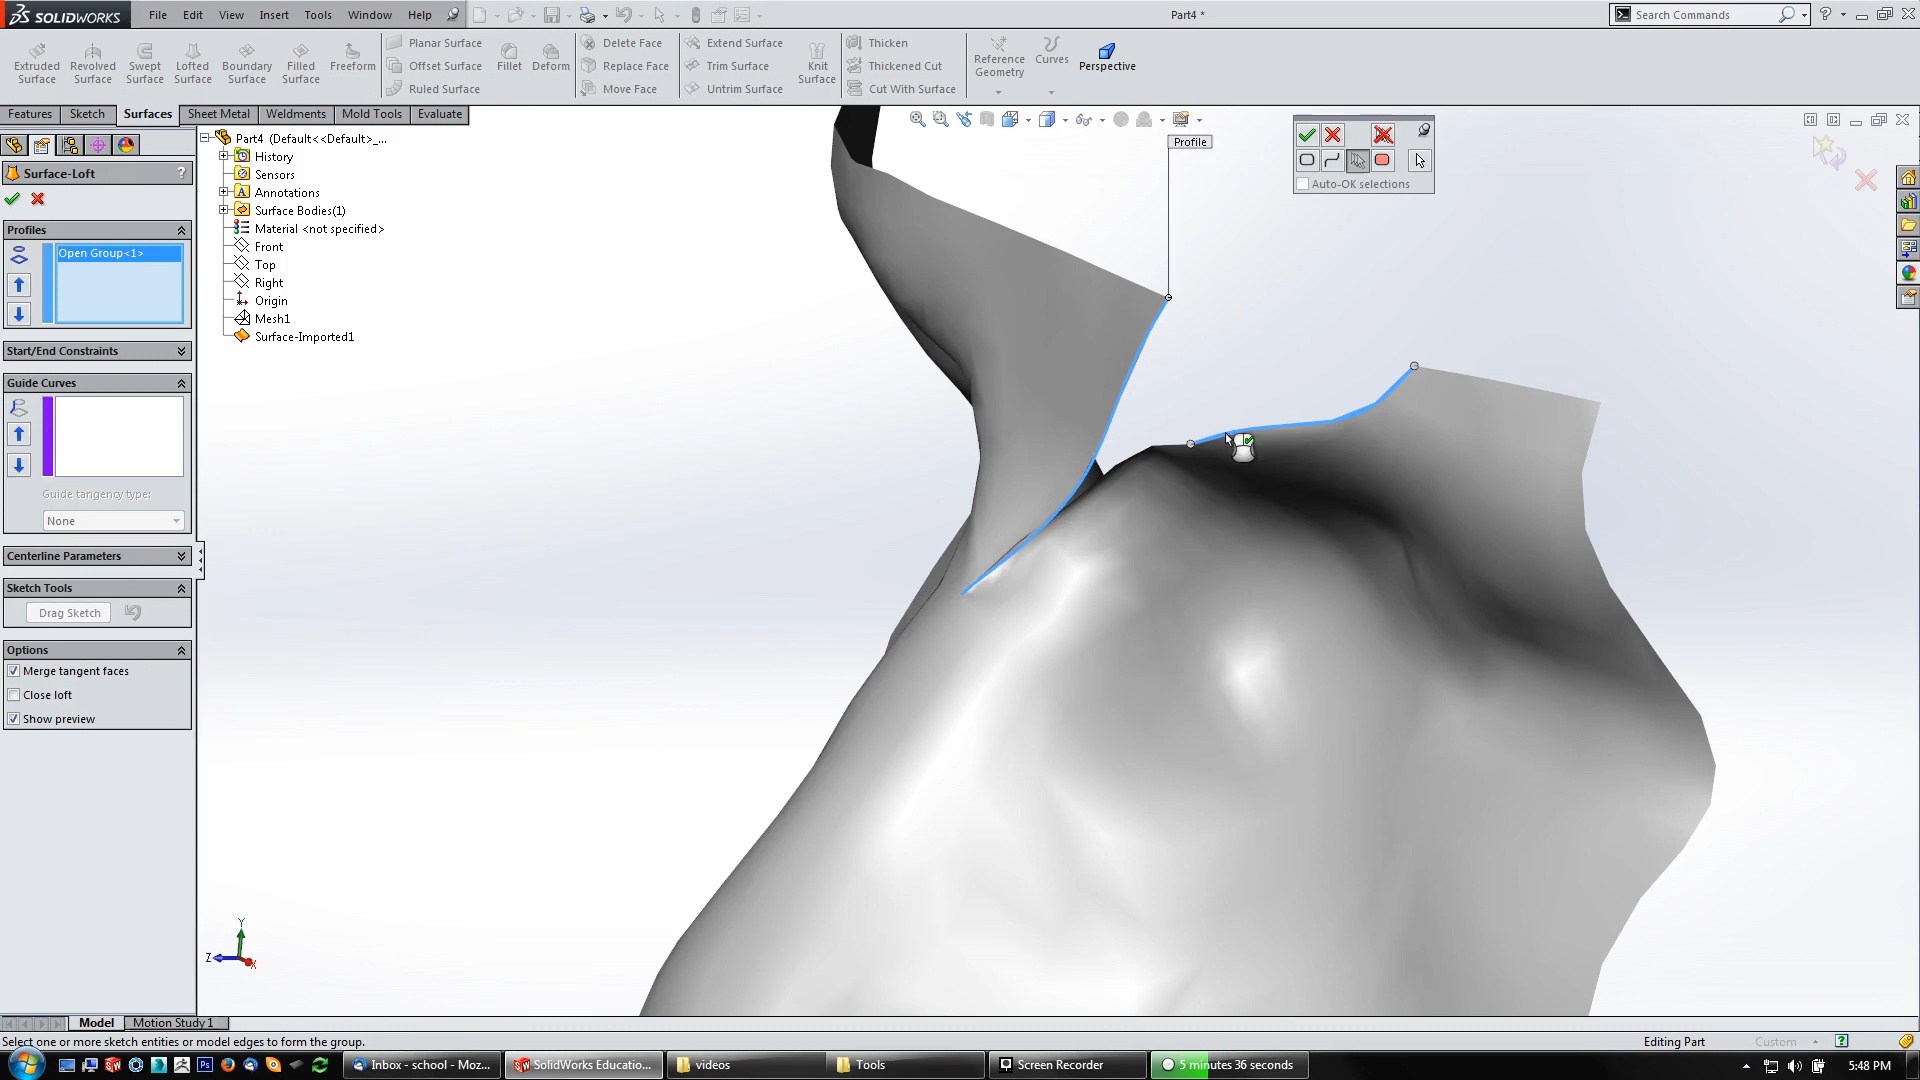 SOLIDWORKS File Edit View Insert Tools Window Help Part4 * Search Commands
Extruded Surface
Revolved Surface
Swept Surface
Lofted Surface
Boundary Surface
Filled Surface
Freeform
Planar Surface
Offset Surface
Ruled Surface
Fillet
Deform
Delete Face
Replace Face
Move Face
Extend Surface
Trim Surface
Untrim Surface
Knit Surface
Thicken
Thickened Cut
Cut With Surface
Reference Geometry
Curves
Perspective
Features Sketch Surfaces Sheet Metal Weldments Mold Tools Evaluate
Surface-Loft ?
Profiles
Open Group<1>
Start/End Constraints
Guide Curves
Guide tangency type:
None
Centerline Parameters
Sketch Tools
Drag Sketch
Options
Merge tangent faces
Close loft
Show preview
Part4 (Default<<Default>_...
History
Sensors
Annotations
Surface Bodies(1)
Material <not specified>
Front
Top
Right
Origin
Mesh1
Surface-Imported1
Profile
Auto-OK selections
Y
Z
X
Model Motion Study 1
Select one or more sketch entities or model edges to form the group. Editing Part Custom
Inbox - school - Moz... SolidWorks Educatio... videos Tools Screen Recorder 5 minutes 36 seconds 5:48 PM